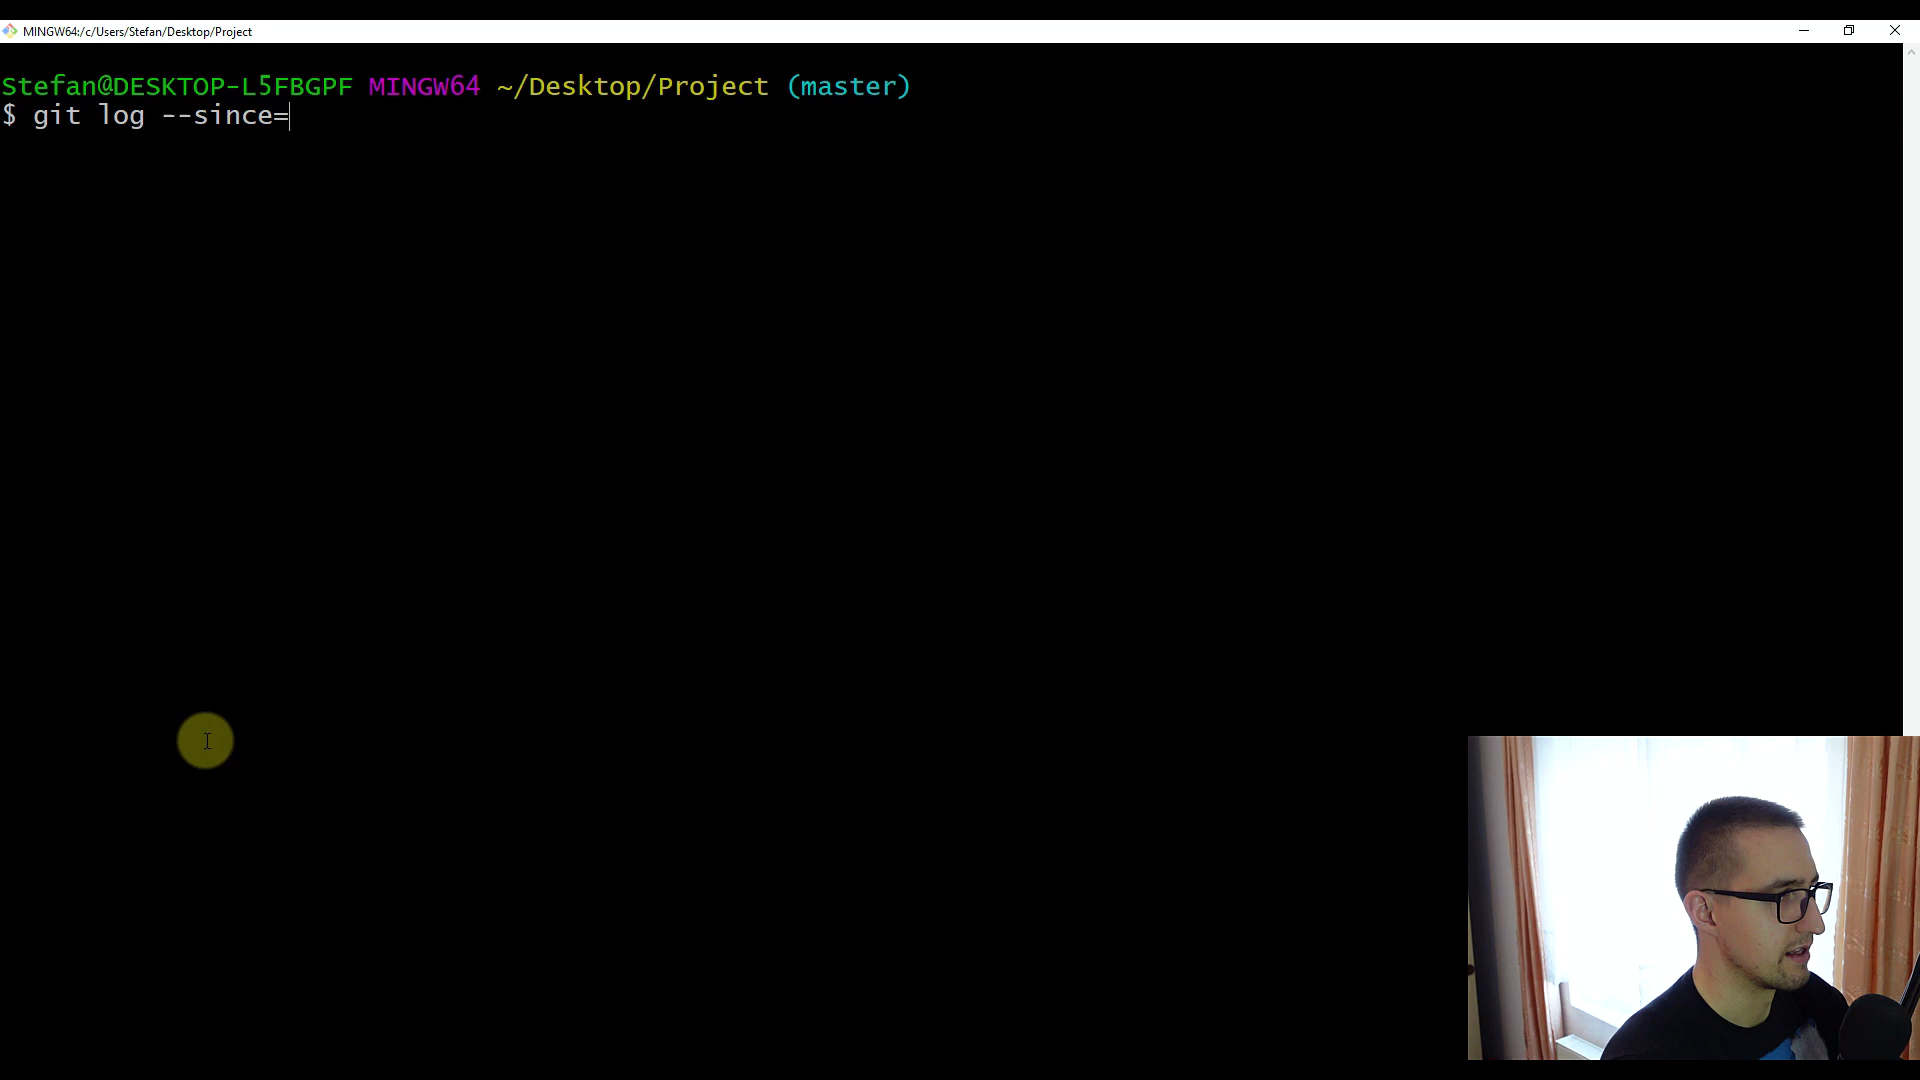 MINGW64:/c/Users/Stefan/Desktop/Project
Stefan@DESKTOP-L5FBGPF MINGW64 ~/Desktop/Project (master)
$ git log --since=